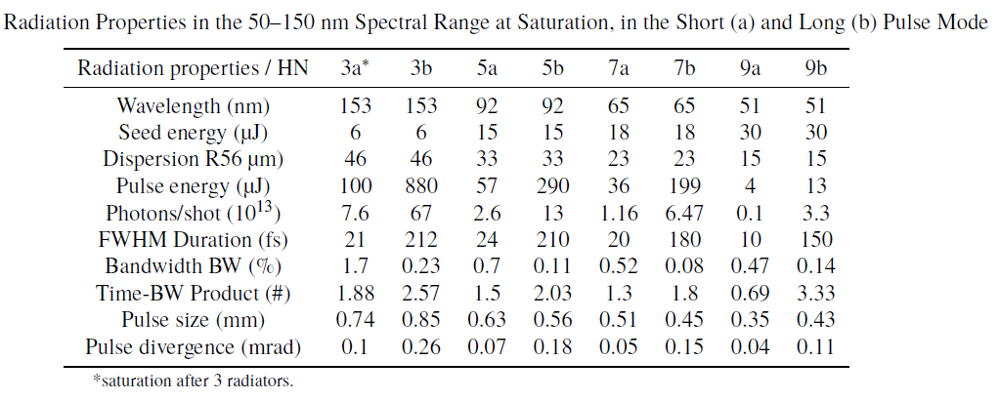 Radiation Properties in the 50–150 nm Spectral Range at Saturation, in the Short (a) and Long (b) Pulse Mode
Radiation properties / HN 3a* 3b 5a 5b 7a 7b 9a 9b
Wavelength (nm) 153 153 92 92 65 65 51 51
Seed energy (µJ) 6 6 15 15 18 18 30 30
Dispersion R56 µm) 46 46 33 33 23 23 15 15
Pulse energy (µJ) 100 880 57 290 36 199 4 13
Photons/shot (10¹³) 7.6 67 2.6 13 1.16 6.47 0.1 3.3
FWHM Duration (fs) 21 212 24 210 20 180 10 150
Bandwidth BW (%) 1.7 0.23 0.7 0.11 0.52 0.08 0.47 0.14
Time-BW Product (#) 1.88 2.57 1.5 2.03 1.3 1.8 0.69 3.33
Pulse size (mm) 0.74 0.85 0.63 0.56 0.51 0.45 0.35 0.43
Pulse divergence (mrad) 0.1 0.26 0.07 0.18 0.05 0.15 0.04 0.11
*saturation after 3 radiators.